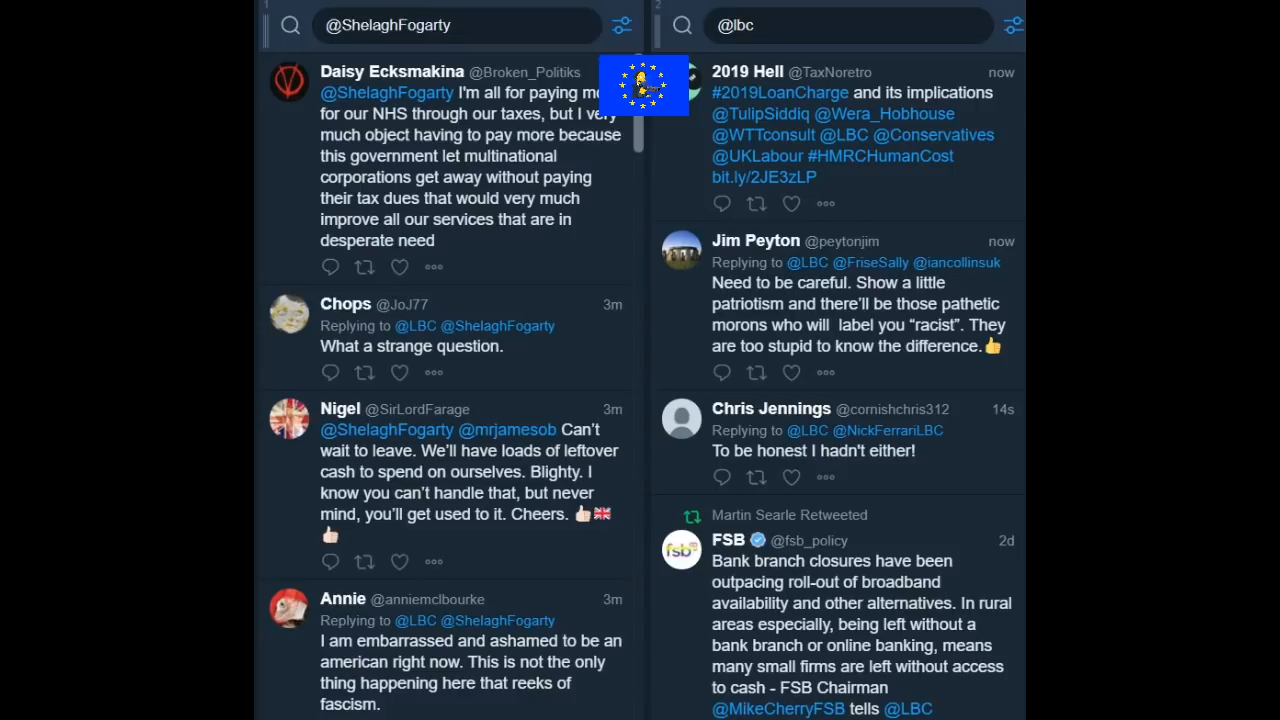 1
@ShelaghFogarty
Daisy Ecksmakina @Broken_Politiks
@ShelaghFogarty I'm all for paying
for our NHS through our taxes, but I very
much object having to pay more because
this government let multinational
corporations get away without paying
their tax dues that would very much
improve all our services that are in
desperate need
Chops @JoJ77 3m
Replying to @LBC @ShelaghFogarty
What a strange question.
Nigel @SirLordFarage 3m
@ShelaghFogarty @mrjamesob Can't
wait to leave. We'll have loads of leftover
cash to spend on ourselves. Blighty. I
know you can't handle that, but never
mind, you'll get used to it. Cheers. 👍🏻🇬🇧
👍🏻
Annie @anniemclbourke 3m
Replying to @LBC @ShelaghFogarty
I am embarrassed and ashamed to be an
american right now. This is not the only
thing happening here that reeks of
fascism.
2
@lbc
2019 Hell @TaxNoretro now
#2019LoanCharge and its implications
@TulipSiddiq @Wera_Hobhouse
@WTTconsult @LBC @Conservatives
@UKLabour #HMRCHumanCost
bit.ly/2JE3zLP
Jim Peyton @peytonjim now
Replying to @LBC @FriseSally @iancollinsuk
Need to be careful. Show a little
patriotism and there'll be those pathetic
morons who will label you “racist”. They
are too stupid to know the difference.👍
Chris Jennings @cornishchris312 14s
Replying to @LBC @NickFerrariLBC
To be honest I hadn't either!
Martin Searle Retweeted
fsb
FSB @fsb_policy 2d
Bank branch closures have been
outpacing roll-out of broadband
availability and other alternatives. In rural
areas especially, being left without a
bank branch or online banking, means
many small firms are left without access
to cash - FSB Chairman
@MikeCherryFSB tells @LBC